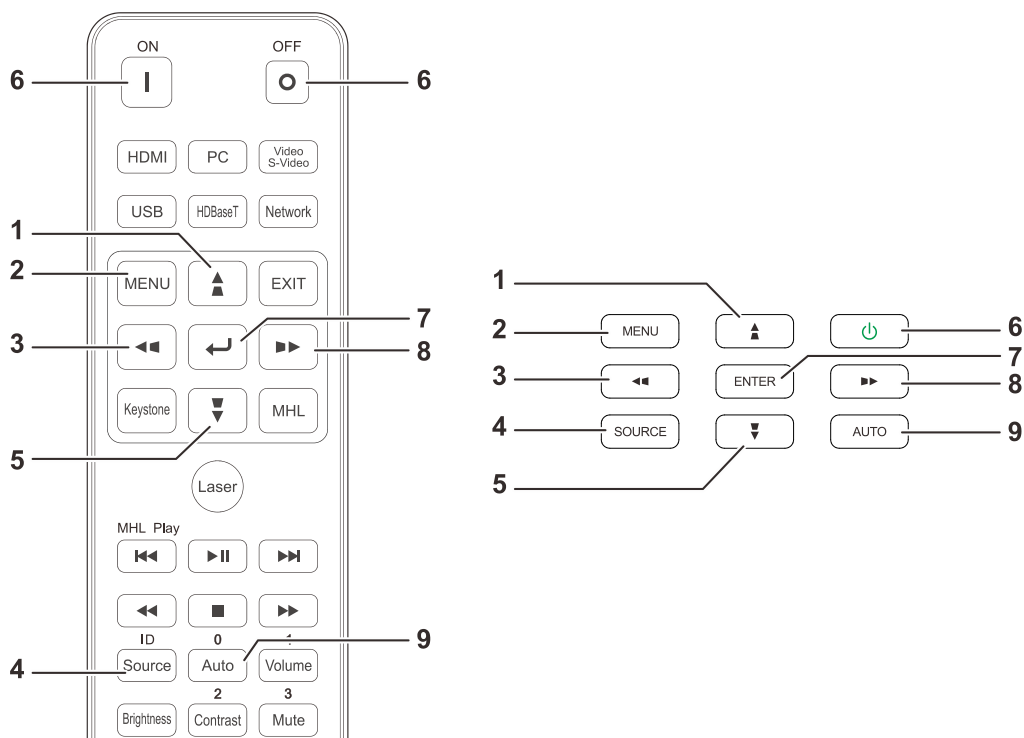 ON OFF
6 6
HDMI PC Video S-Video
USB HDBaseT Network
1
2 MENU EXIT
3 7
8
Keystone MHL
5
Laser
MHL Play
ID 0
4 Source Auto Volume 9
2 3
Brightness Contrast Mute
1
2 MENU 6
7
3 ENTER 8
4 SOURCE AUTO 9
5